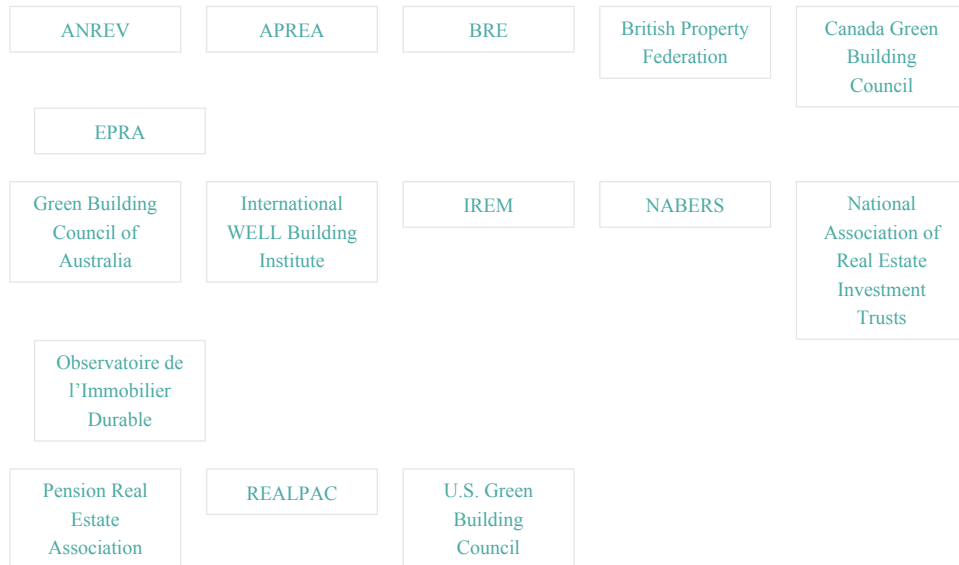 ANREV
APREA
BRE
British Property
Federation
Canada Green
Building
Council
EPRA
Green Building
Council of
Australia
International
WELL Building
Institute
IREM
NABERS
National
Association of
Real Estate
Investment
Trusts
Observatoire de
l’Immobilier
Durable
Pension Real
Estate
Association
REALPAC
U.S. Green
Building
Council